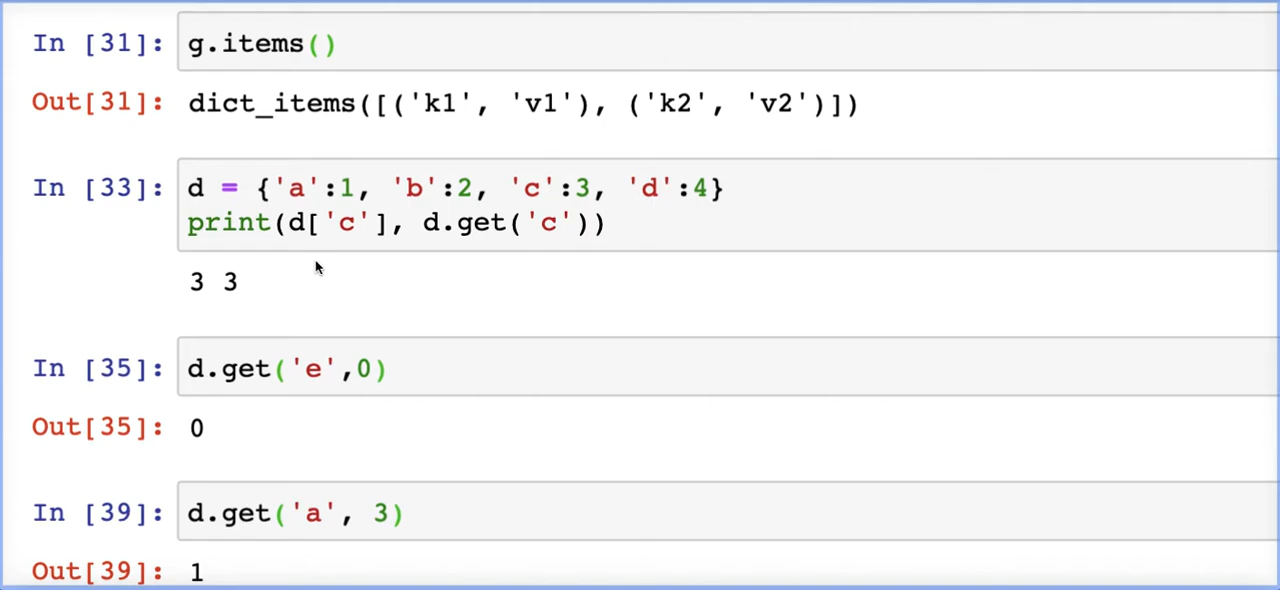 In [31]: g.items()
Out[31]: dict_items([('k1', 'v1'), ('k2', 'v2')])
In [33]: d = {'a':1, 'b':2, 'c':3, 'd':4}
print(d['c'], d.get('c'))
3 3
In [35]: d.get('e',0)
Out[35]: 0
In [39]: d.get('a', 3)
Out[39]: 1